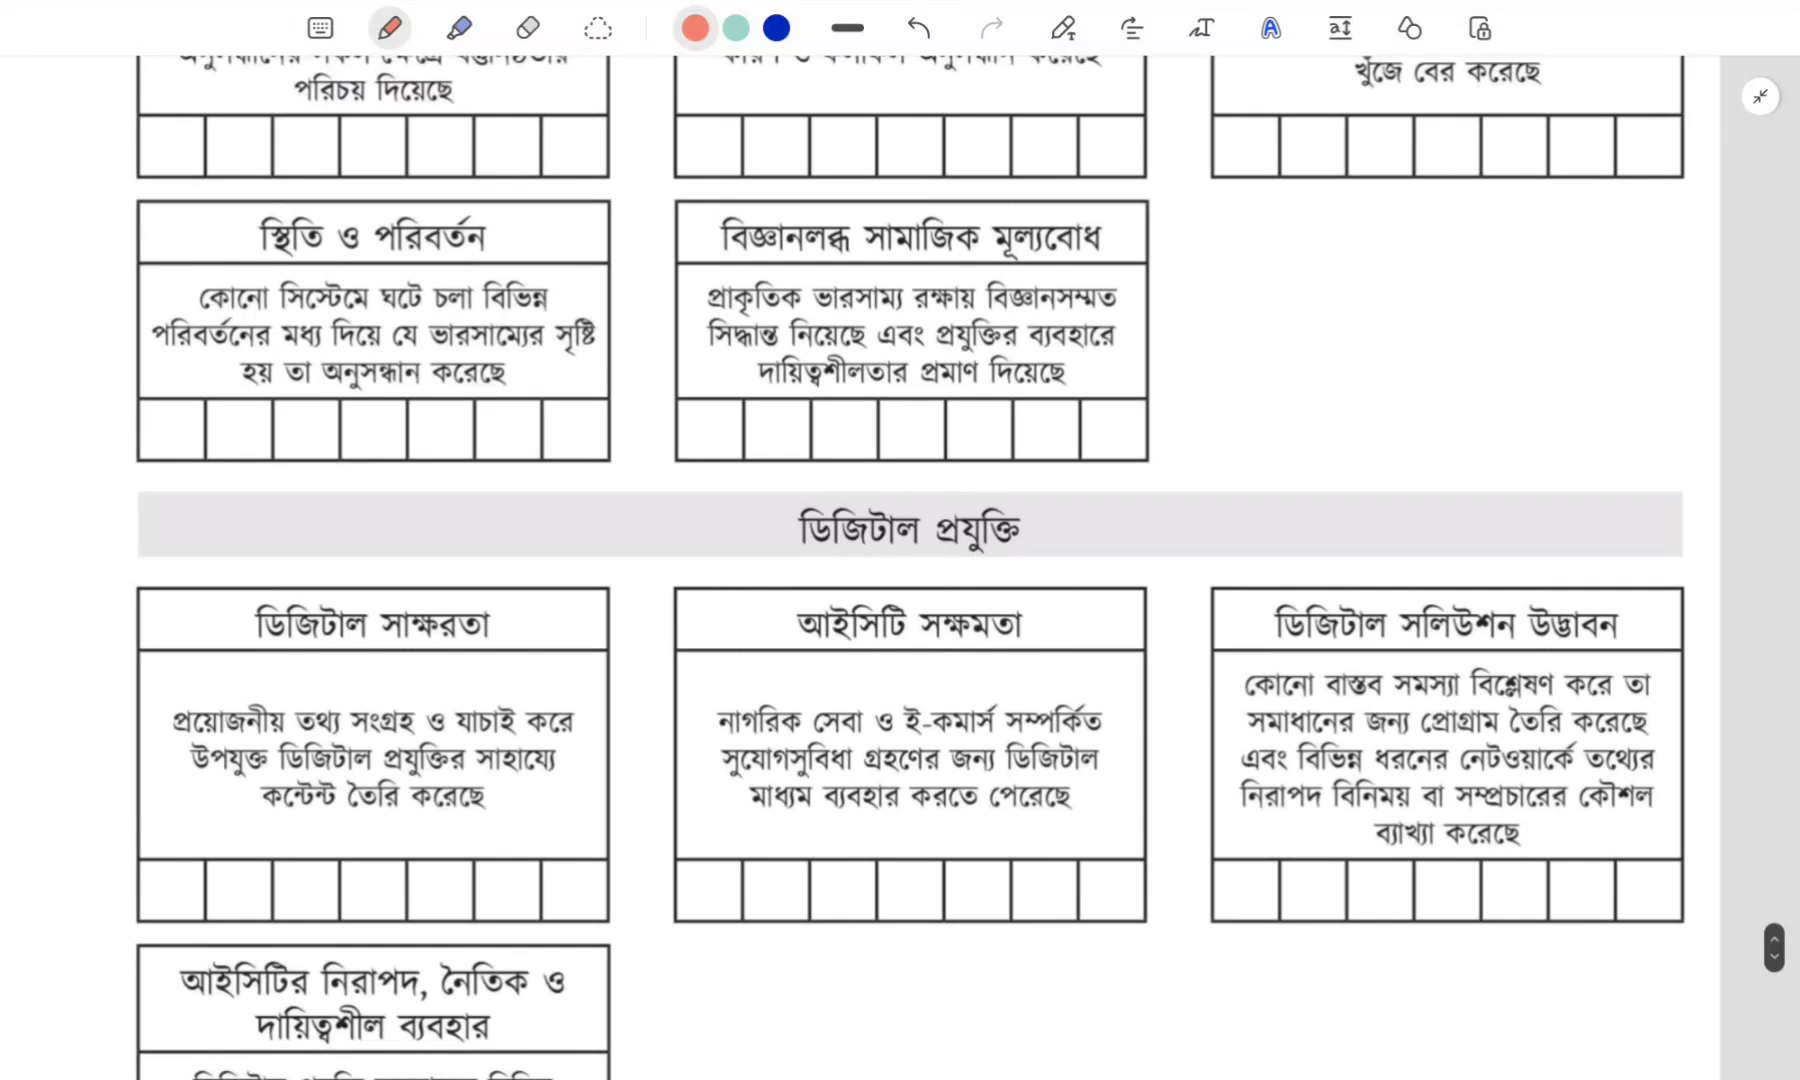 পরিচয় দিয়েছে
খুঁজে বের করেছে
স্থিতি ও পরিবর্তন
কোনো সিস্টেমে ঘটে চলা বিভিন্ন
পরিবর্তনের মধ্য দিয়ে যে ভারসাম্যের সৃষ্টি
হয় তা অনুসন্ধান করেছে
বিজ্ঞানলব্ধ সামাজিক মূল্যবোধ
প্রাকৃতিক ভারসাম্য রক্ষায় বিজ্ঞানসম্মত
সিদ্ধান্ত নিয়েছে এবং প্রযুক্তির ব্যবহারে
দায়িত্বশীলতার প্রমাণ দিয়েছে
ডিজিটাল প্রযুক্তি
ডিজিটাল সাক্ষরতা
প্রয়োজনীয় তথ্য সংগ্রহ ও যাচাই করে
উপযুক্ত ডিজিটাল প্রযুক্তির সাহায্যে
কন্টেন্ট তৈরি করেছে
আইসিটি সক্ষমতা
নাগরিক সেবা ও ই-কমার্স সম্পর্কিত
সুযোগসুবিধা গ্রহণের জন্য ডিজিটাল
মাধ্যম ব্যবহার করতে পেরেছে
ডিজিটাল সলিউশন উদ্ভাবন
কোনো বাস্তব সমস্যা বিশ্লেষণ করে তা
সমাধানের জন্য প্রোগ্রাম তৈরি করেছে
এবং বিভিন্ন ধরনের নেটওয়ার্কে তথ্যের
নিরাপদ বিনিময় বা সম্প্রচারের কৌশল
ব্যাখ্যা করেছে
আইসিটির নিরাপদ, নৈতিক ও
দায়িত্বশীল ব্যবহার